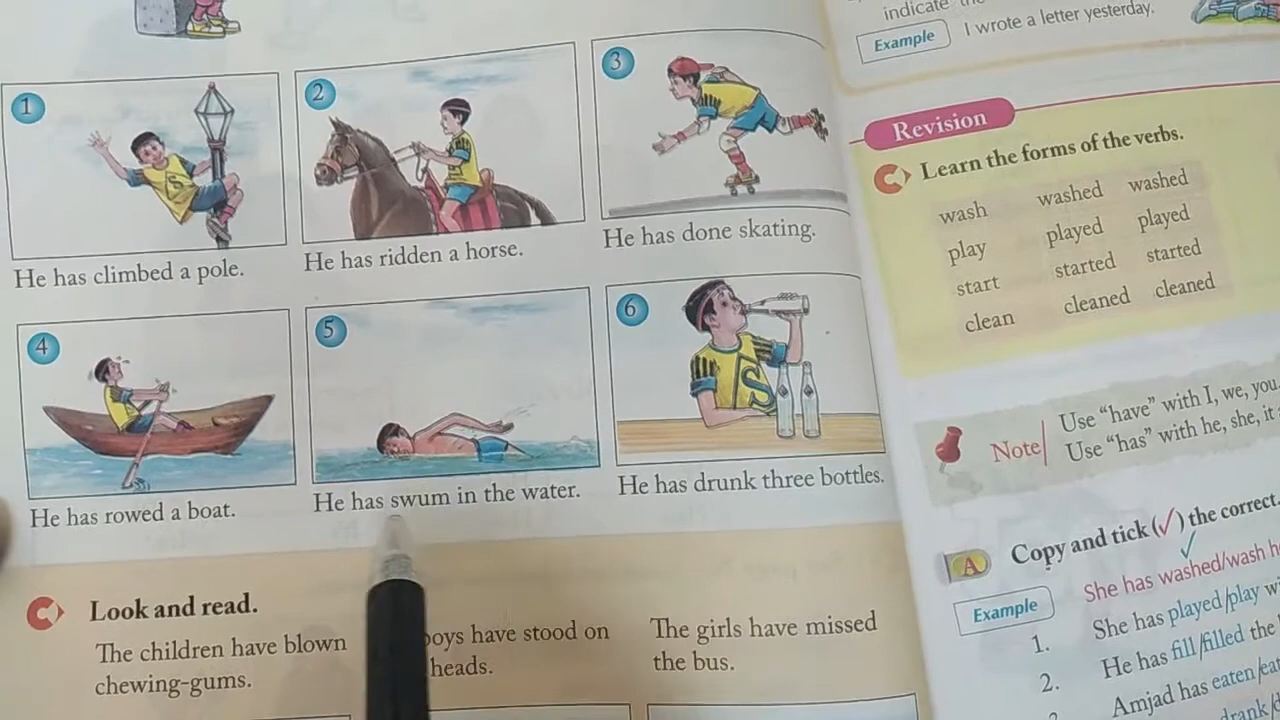 1
2
3
He has climbed a pole.
He has ridden a horse.
He has done skating.
4
5
6
S
He has rowed a boat.
He has swum in the water.
He has drunk three bottles.
Look and read.
The children have blown
chewing-gums.
boys have stood on
heads.
The girls have missed
the bus.
indicate
Example I wrote a letter yesterday.
Revision
Learn the forms of the verbs.
wash washed washed
play played played
start started started
clean cleaned cleaned
Note
Use “have” with I, we, you.
Use “has” with he, she, it
A Copy and tick (✓) the correct.
Example She has washed/wash
1. She has played/play
2. He has fill/filled the
Amjad has eaten/eat
drank/